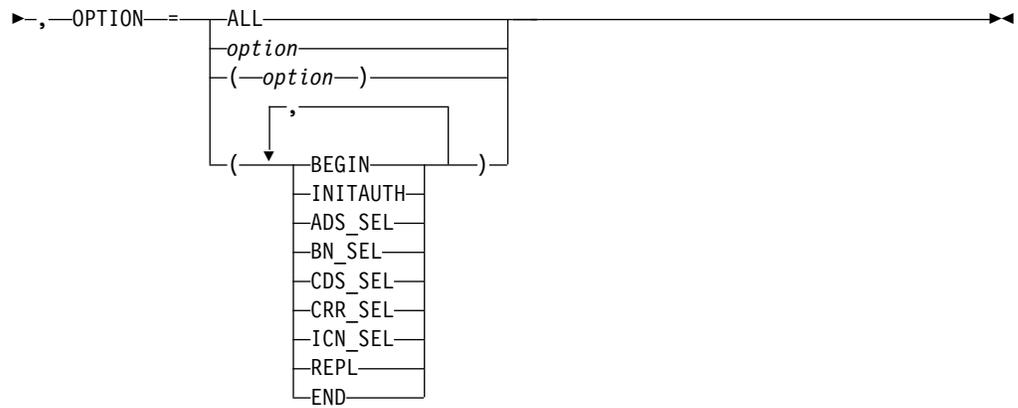 , OPTION = ALL
option
( option )
,
( BEGIN )
INITAUTH
ADS_SEL
BN_SEL
CDS_SEL
CRR_SEL
ICN_SEL
REPL
END